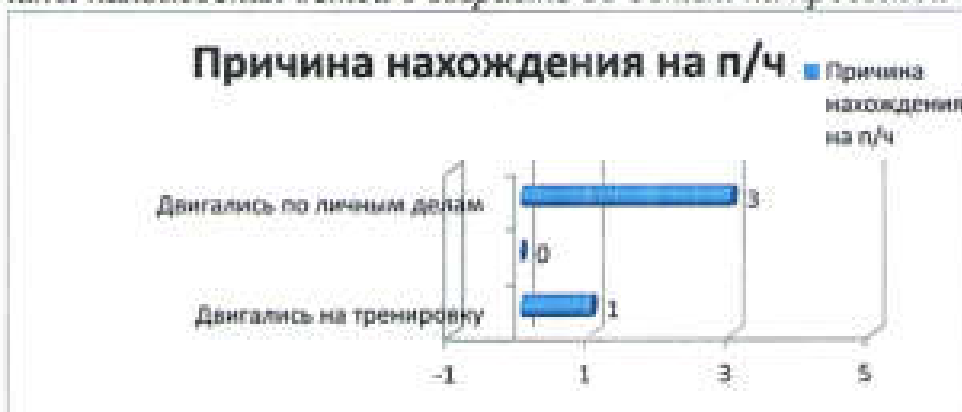 Причина нахождения на п/ч
Причина
нахождения
на п/ч
Двигались по личным делам
3
0
Двигались на тренировку
1
-1
1
3
5